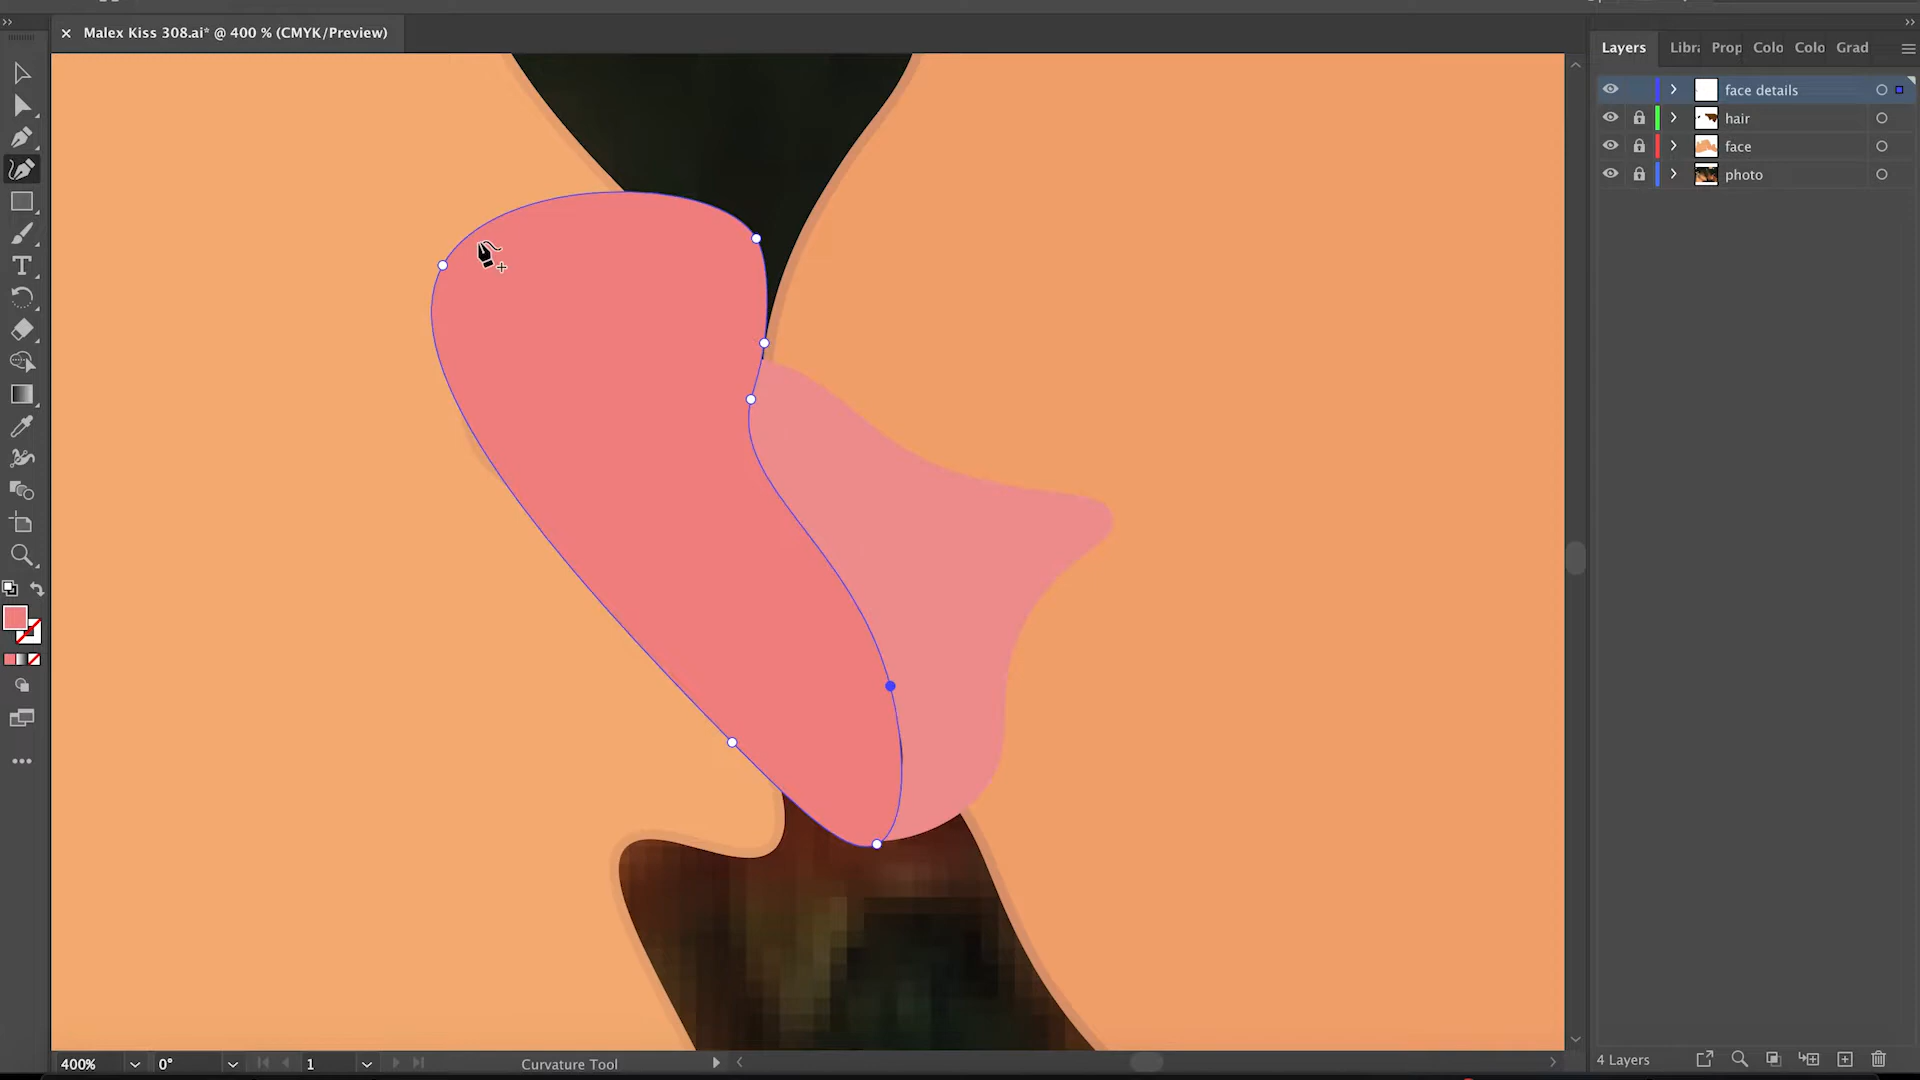 Malex Kiss 308.ai* @ 400 % (CMYK/Preview)
Layers
Libr
Prop
Colo
Colo
Grad
face details
hair
face
photo
T
400%
0°
1
Curvature Tool
4 Layers